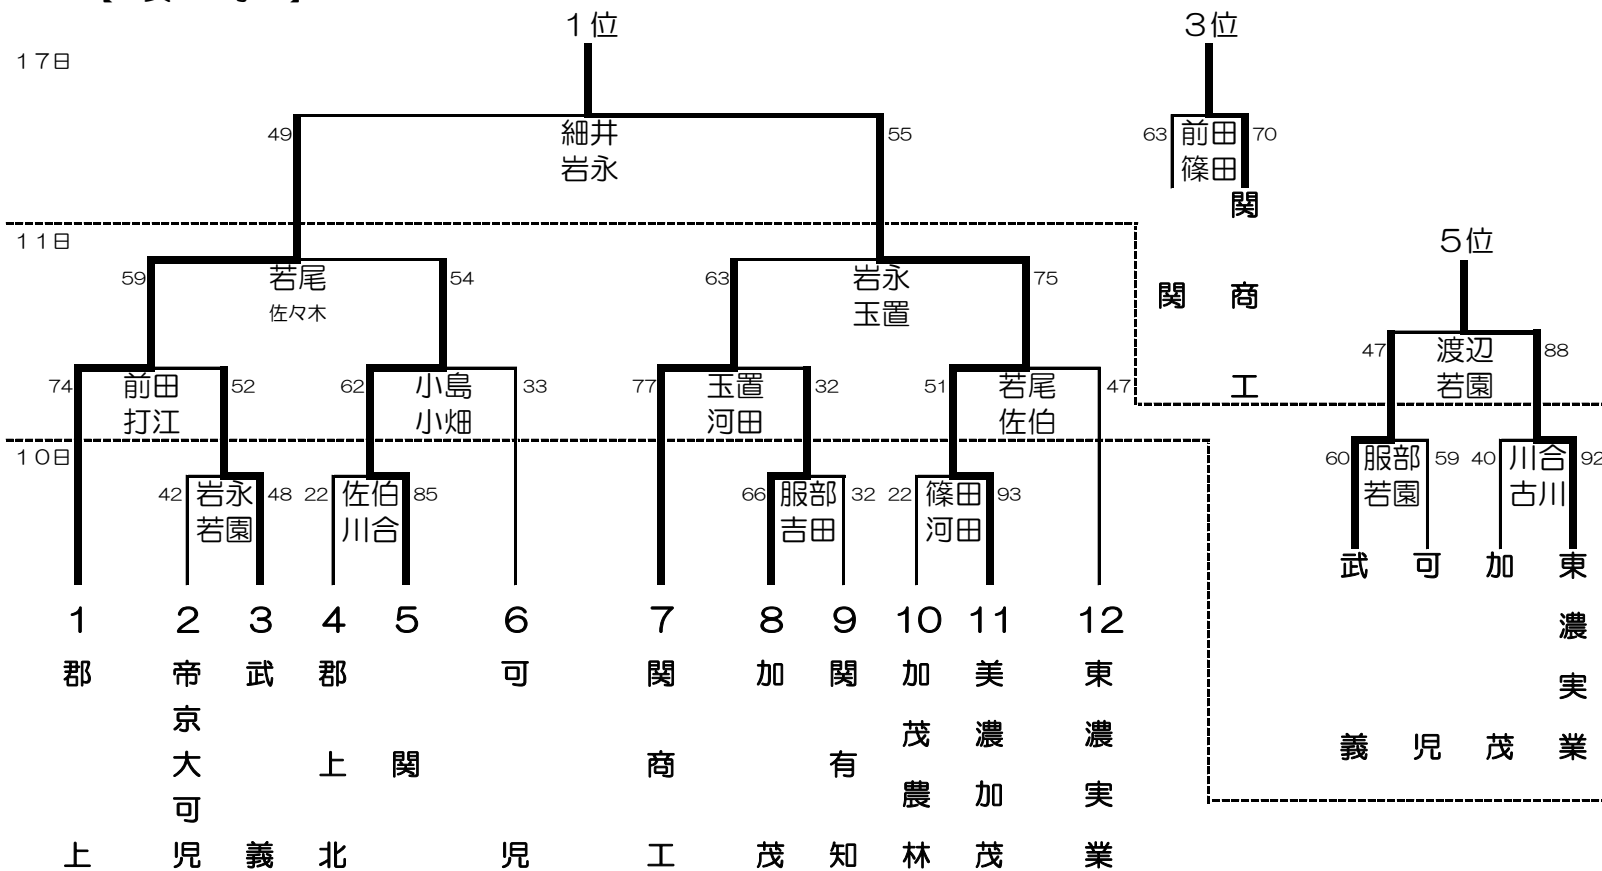 １位
３位
１７日
49
細井
岩永
55
63
前田
篠田
70
関
関商工
１１日
５位
59
若尾
佐々木
54
63
岩永
玉置
75
47
渡辺
若園
88
74
前田
打江
52
62
小島
小畑
33
77
玉置
河田
32
51
若尾
佐伯
47
１０日
60
服部
若園
59
40
川合
古川
92
42
岩永
若園
48
22
佐伯
川合
85
66
服部
吉田
32
22
篠田
河田
93
武義
可児
加茂
東濃実業
1
2
3
4
5
6
7
8
9
10
11
12
郡上
帝京大可児
武義
郡上北
関
可児
関商工
加茂
関有知
加茂農林
美濃加茂
東濃実業